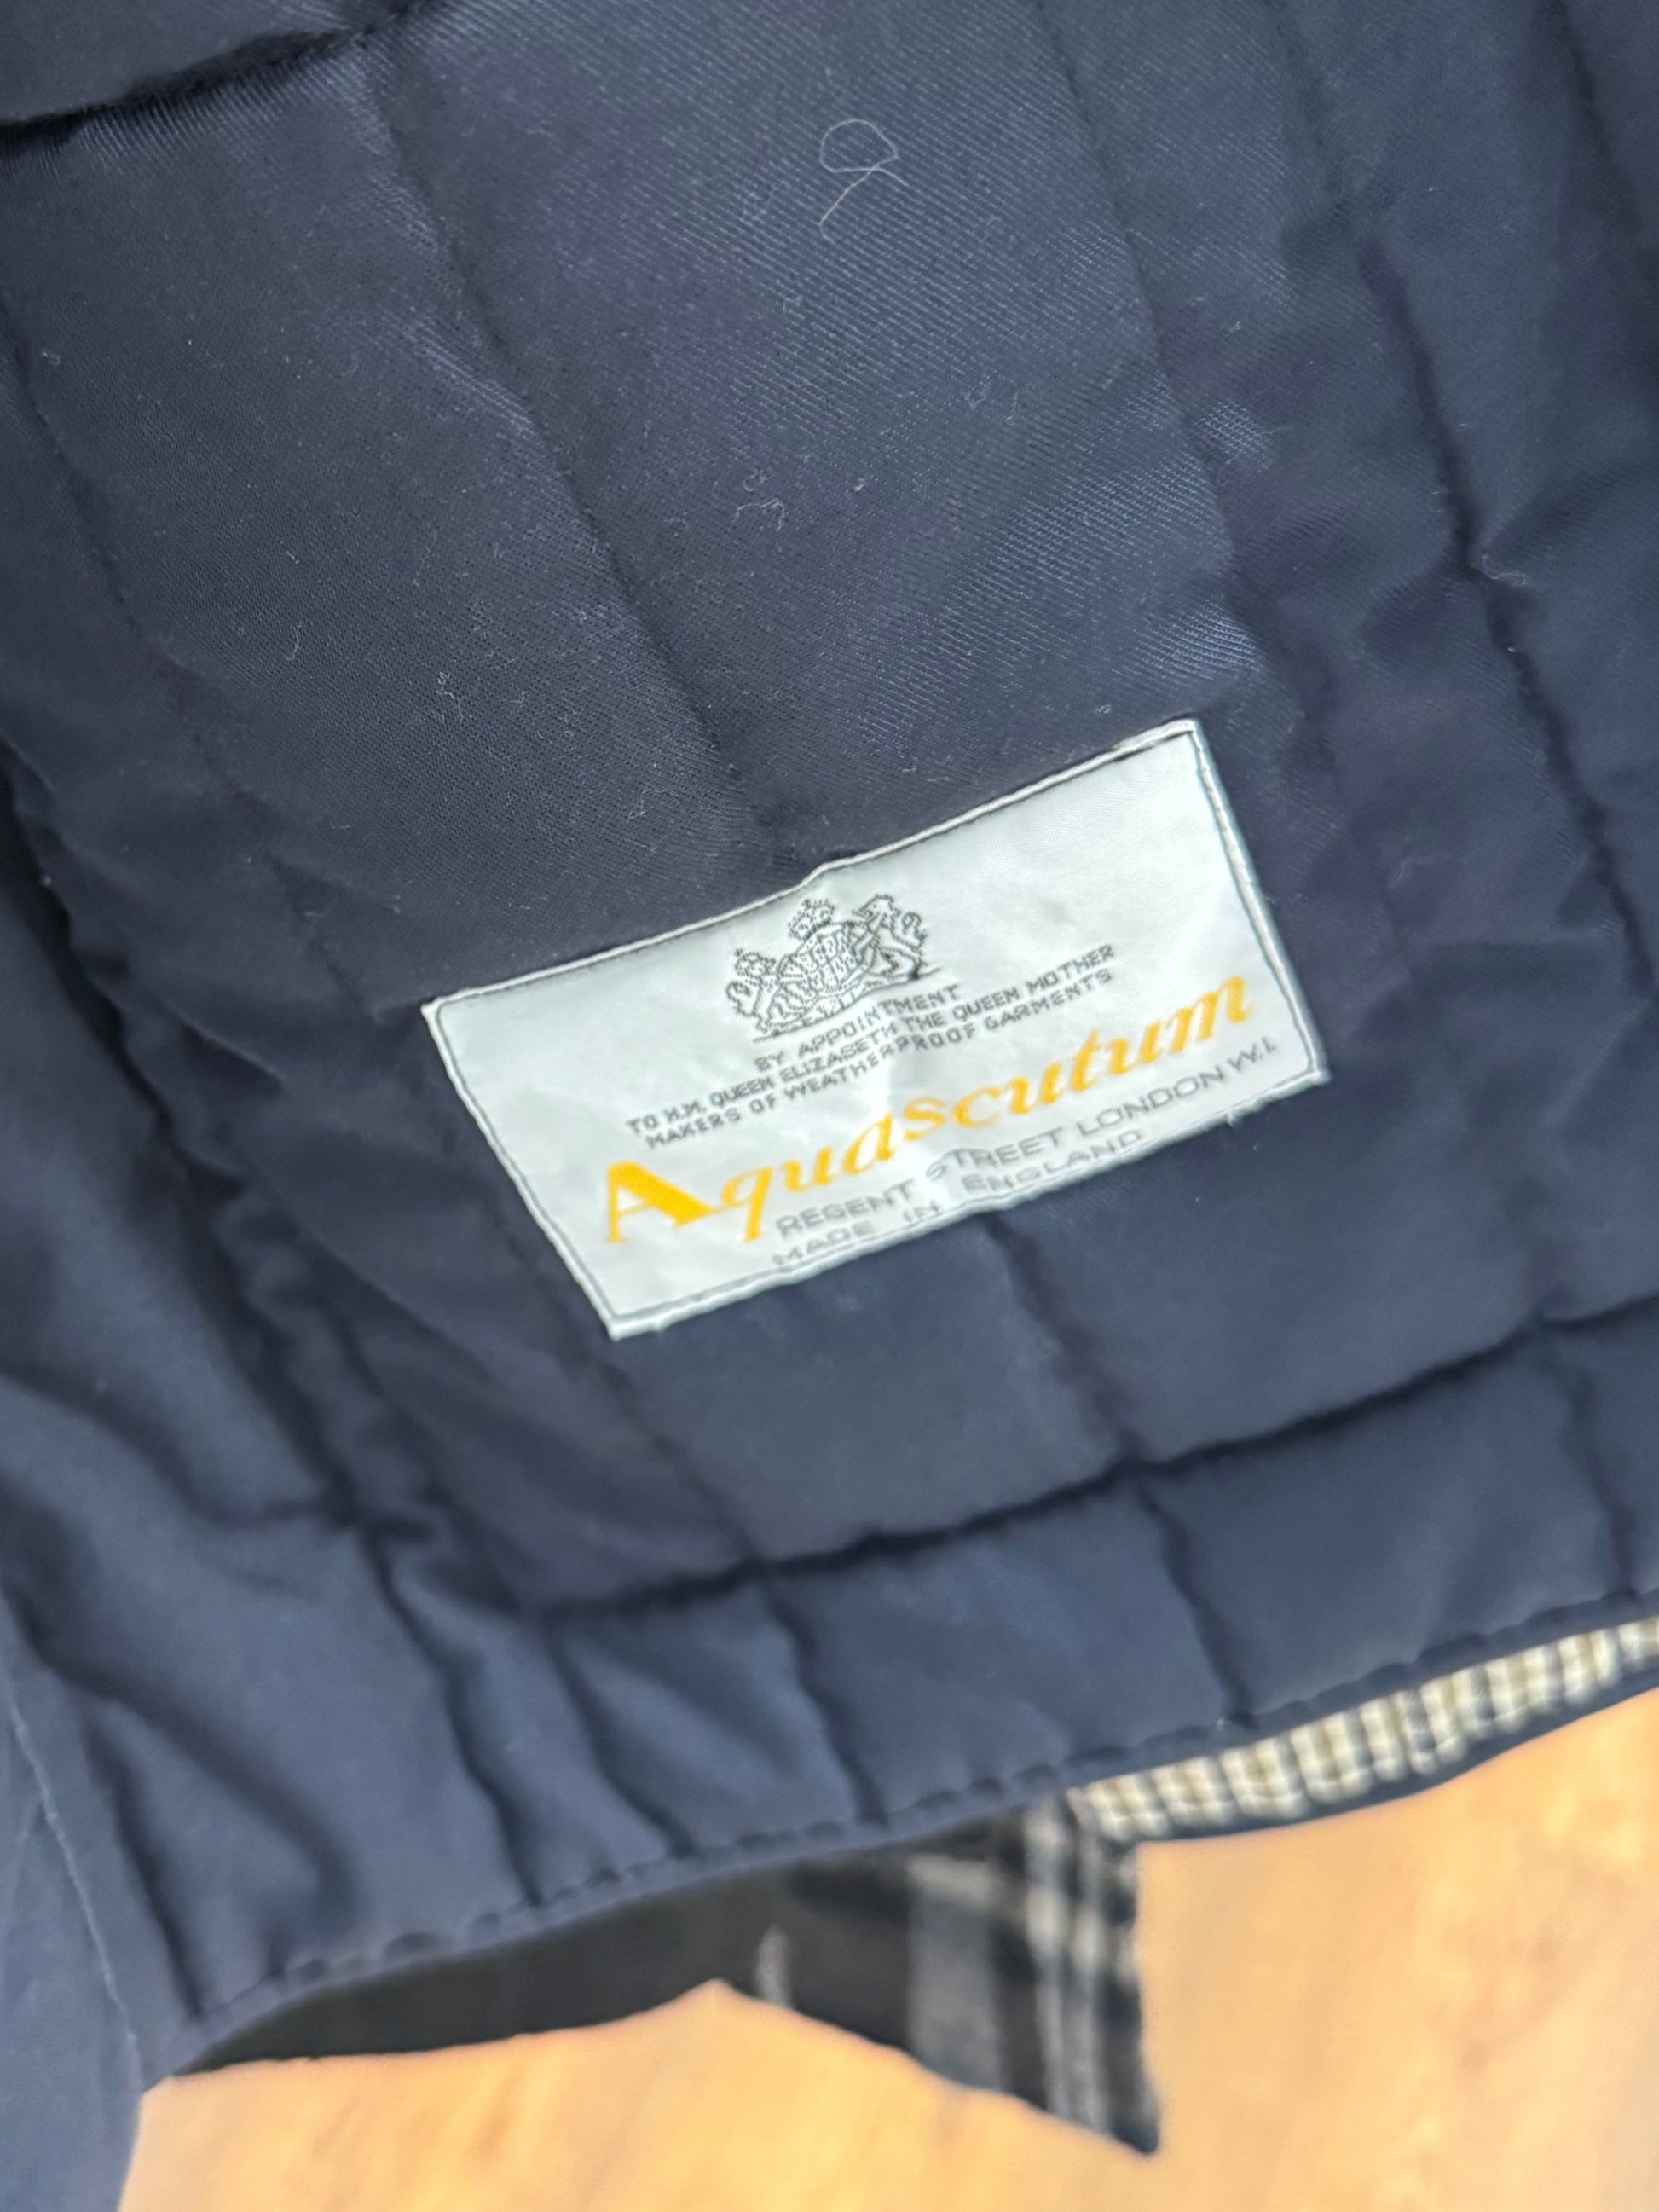 BY APPOINTMENT
TO H.M. QUEEN ELIZABETH THE QUEEN MOTHER
MAKERS OF WEATHERPROOF GARMENTS
Aquascutum
REGENT STREET LONDON W.1.
MADE IN ENGLAND